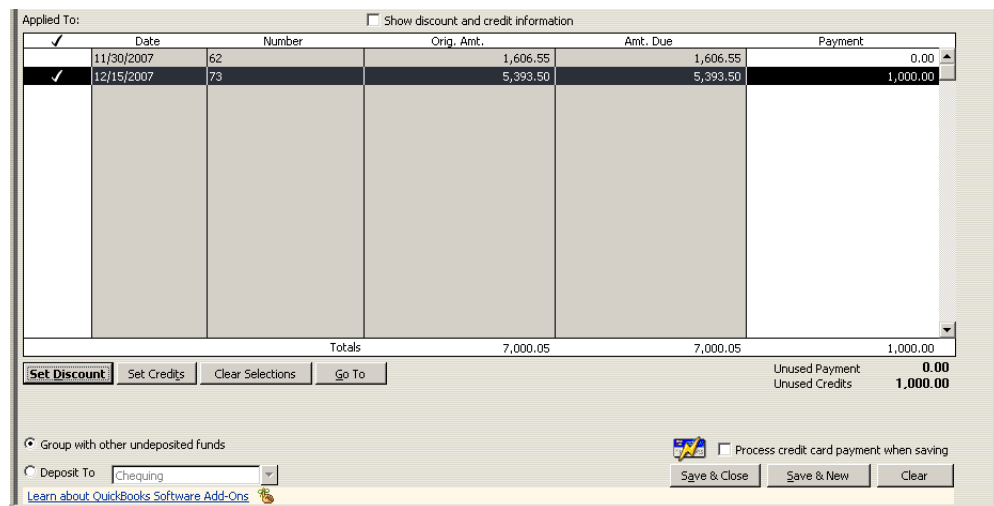 Applied To: Show discount and credit information
✓ Date Number Orig. Amt. Amt. Due Payment
11/30/2007 62 1,606.55 1,606.55 0.00
✓ 12/15/2007 73 5,393.50 5,393.50 1,000.00
Totals 7,000.05 7,000.05 1,000.00
Set Discount Set Credits Clear Selections Go To Unused Payment 0.00
Unused Credits 1,000.00
Group with other undeposited funds Process credit card payment when saving
Deposit To Chequing Save & Close Save & New Clear
Learn about QuickBooks Software Add-Ons